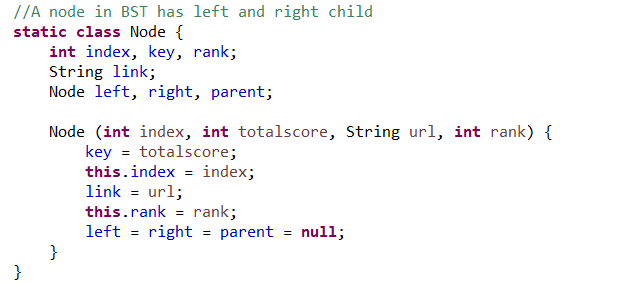 //A node in BST has left and right child
static class Node {
    int index, key, rank;
    String link;
    Node left, right, parent;

    Node (int index, int totalscore, String url, int rank) {
        key = totalscore;
        this.index = index;
        link = url;
        this.rank = rank;
        left = right = parent = null;
    }
}